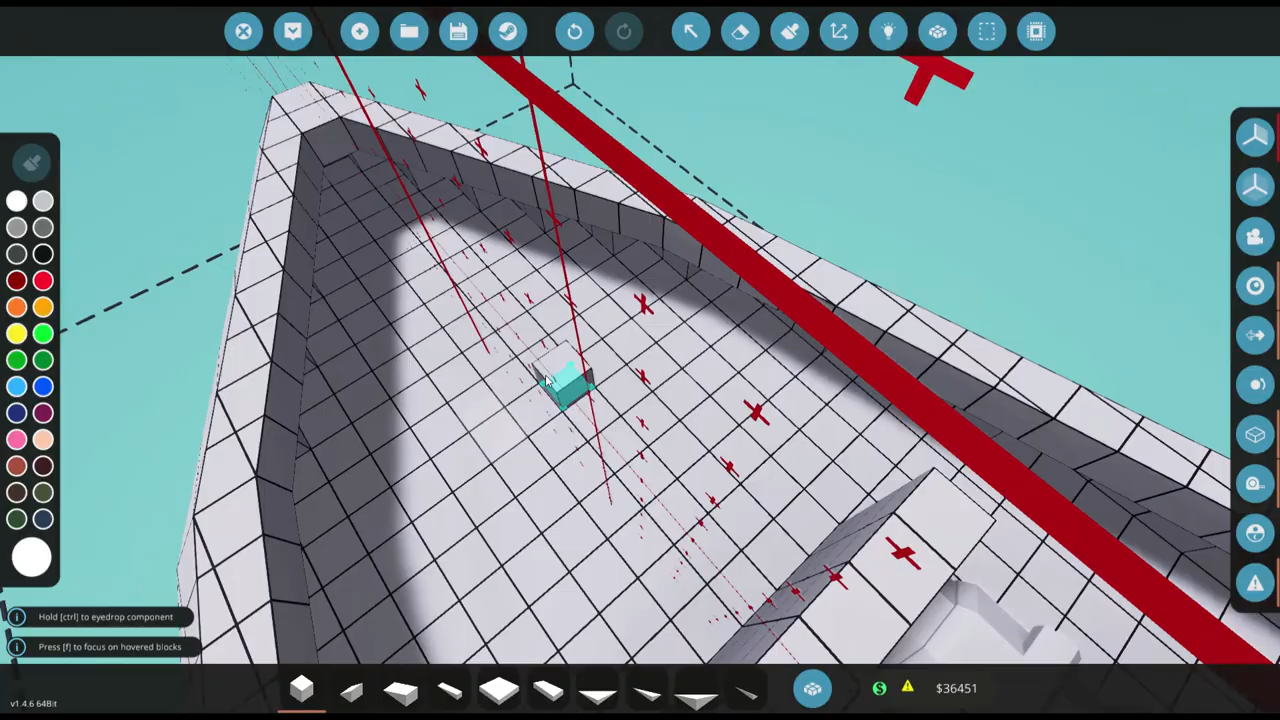 Hold [ctrl] to eyedrop component
Press [f] to focus on hovered blocks
$36451
v1.4.6 64Bit